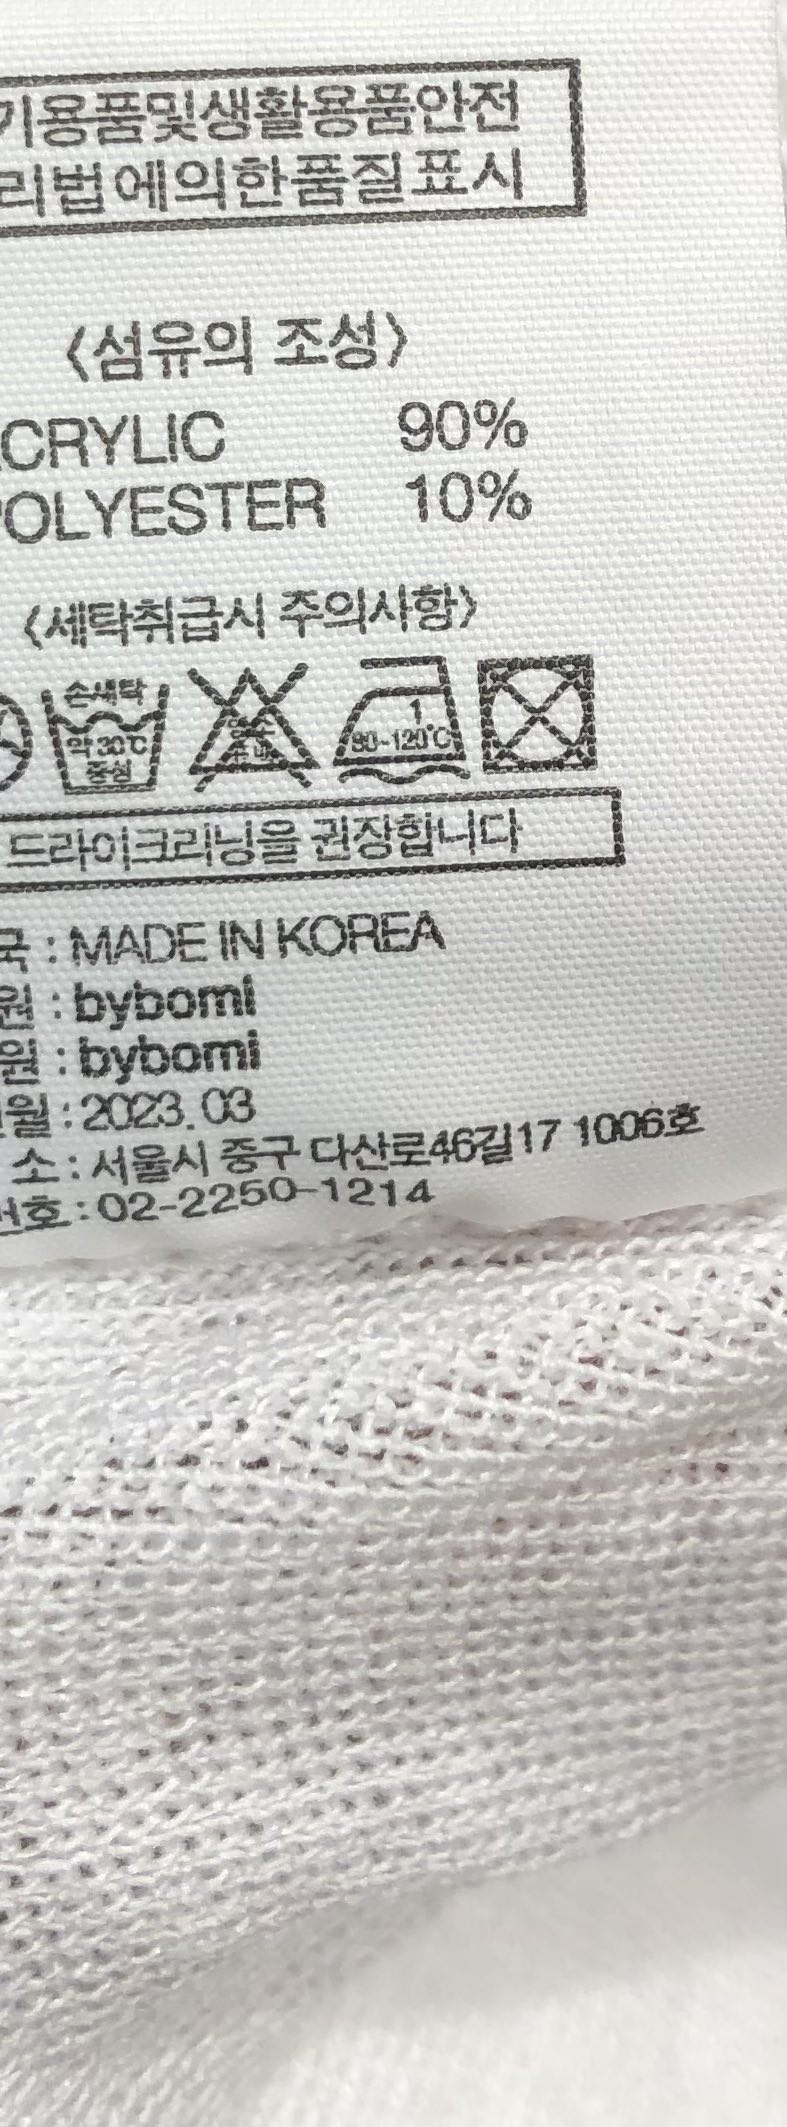 기용품및생활용품안전
리법에의한품질표시
<섬유의 조성>
CRYLIC 90%
POLYESTER 10%
<세탁취급시 주의사항>
손세탁
약30℃
중성
1
80-120℃
드라이크리닝을 권장합니다
국 : MADE IN KOREA
원 : bybomi
원 : bybomi
월 : 2023. 03
소 : 서울시 중구 다산로46길17 1006호
번호 : 02-2250-1214